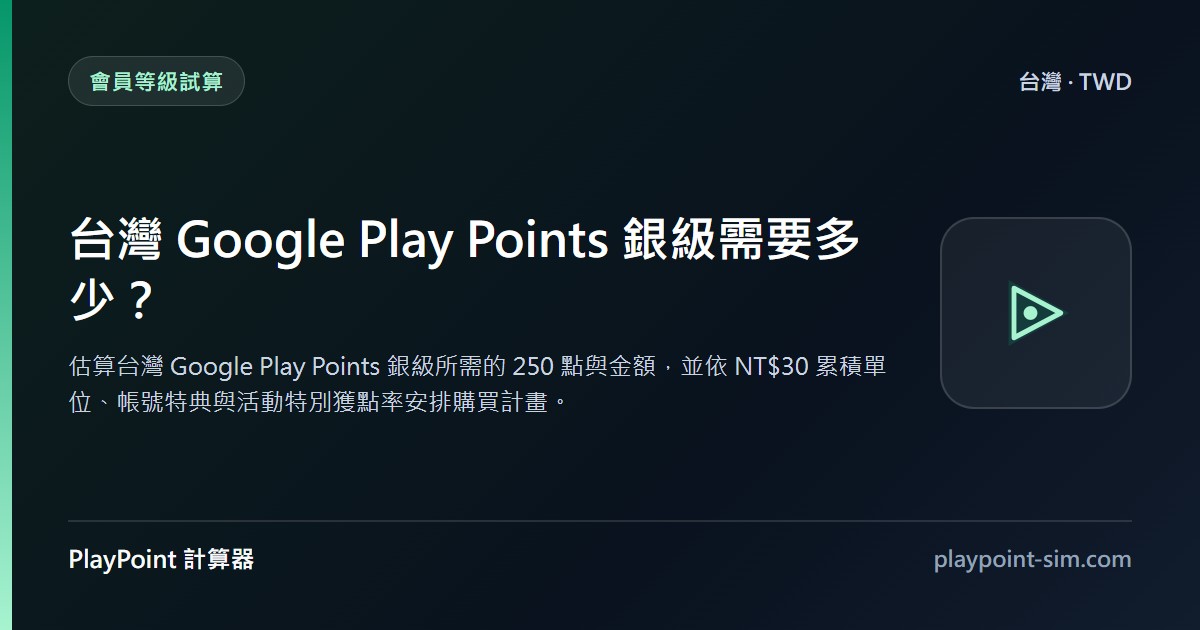 會員等級試算
台灣 · TWD
台灣 Google Play Points 銀級需要多
少？
估算台灣 Google Play Points 銀級所需的 250 點與金額，並依 NT$30 累積單
位、帳號特典與活動特別獲點率安排購買計畫。
PlayPoint 計算器
playpoint-sim.com